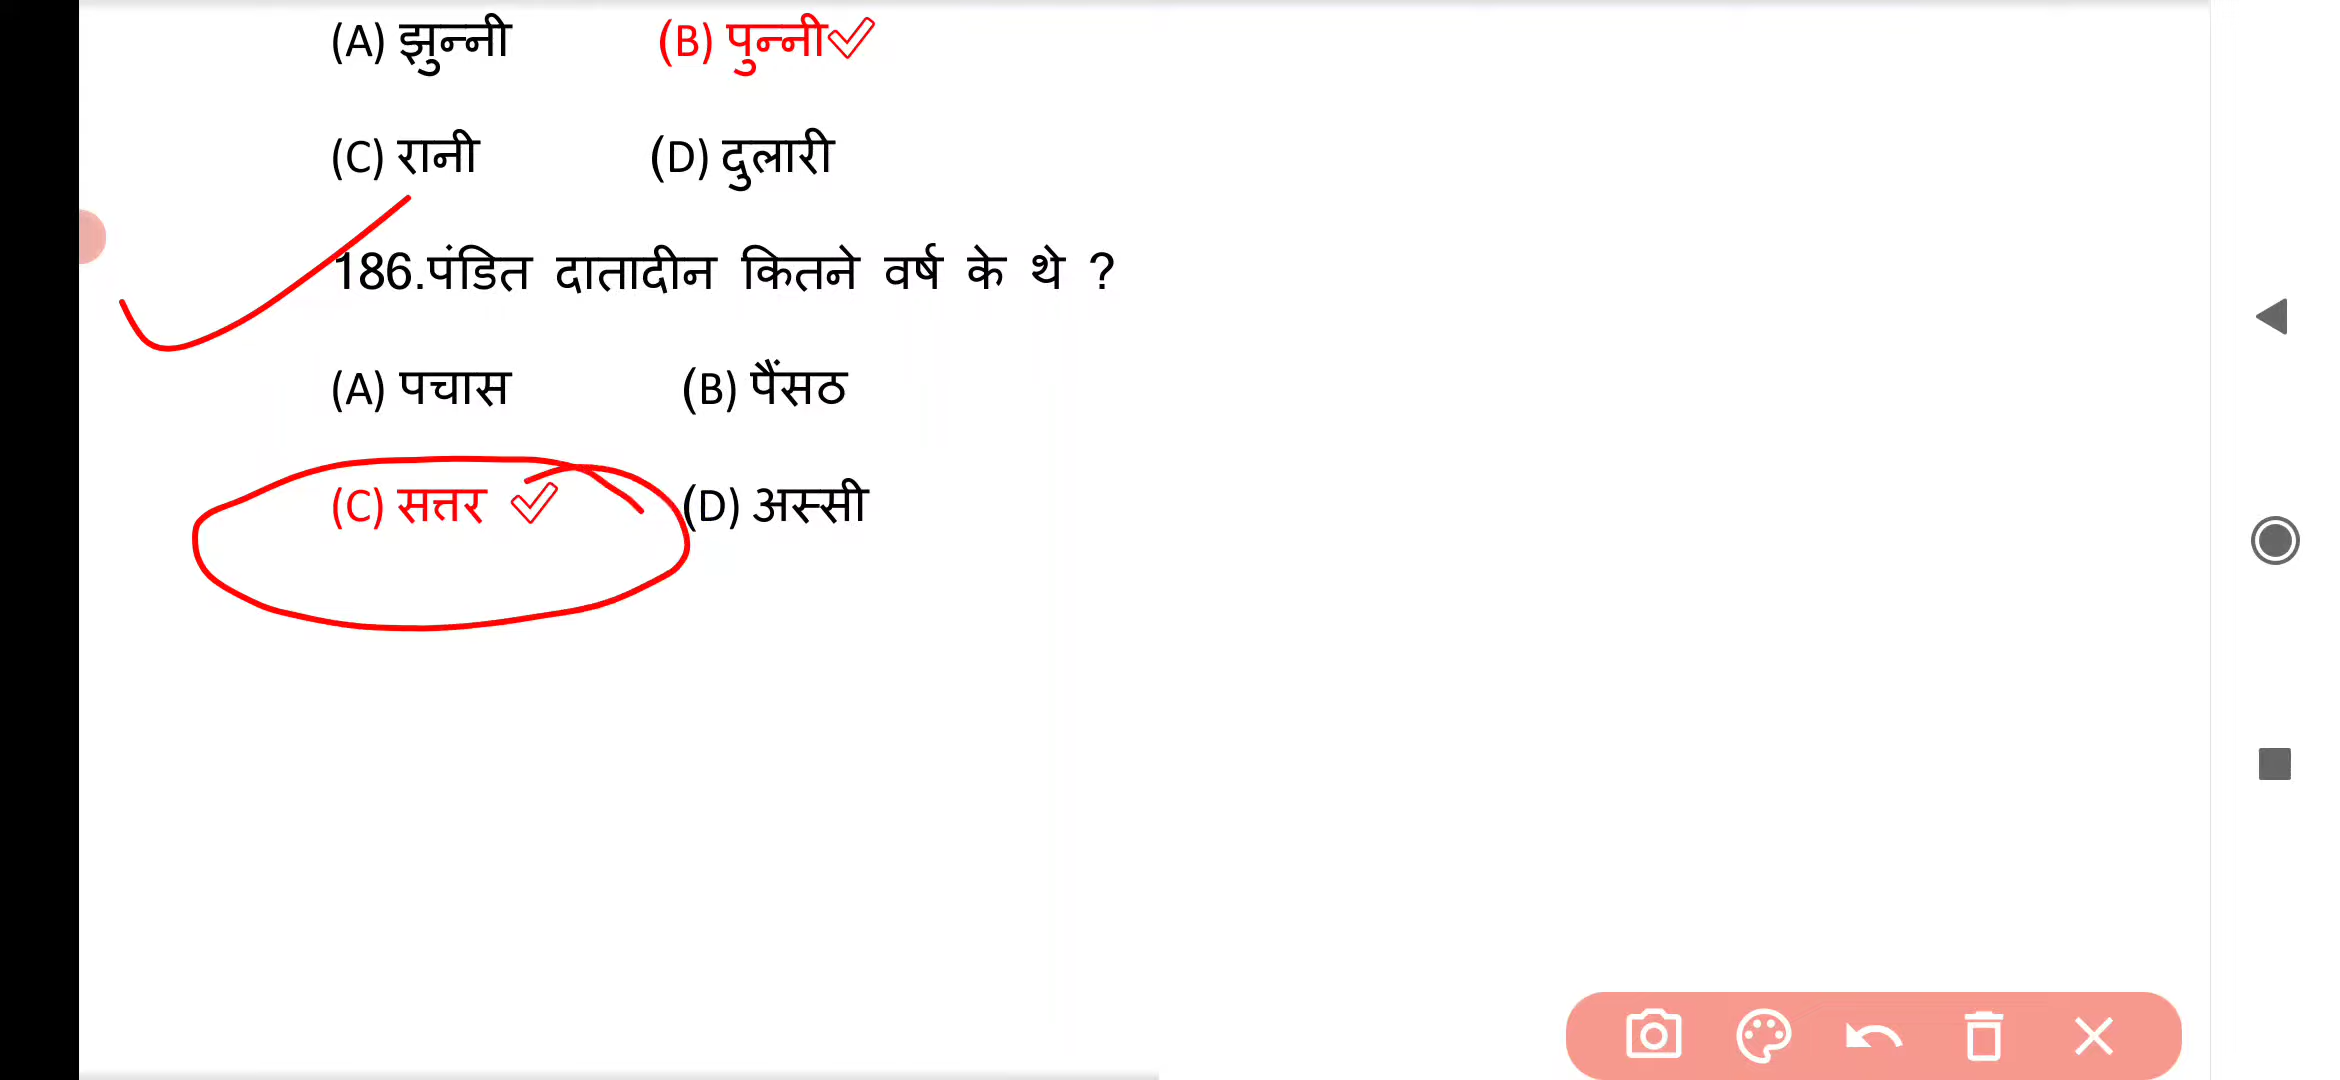 (A) झुन्नी (B) पुन्नी✓
(C) रानी (D) दुलारी
186.पंडित दातादीन कितने वर्ष के थे ?
(A) पचास (B) पैंसठ
(C) सत्तर ✓ (D) अस्सी